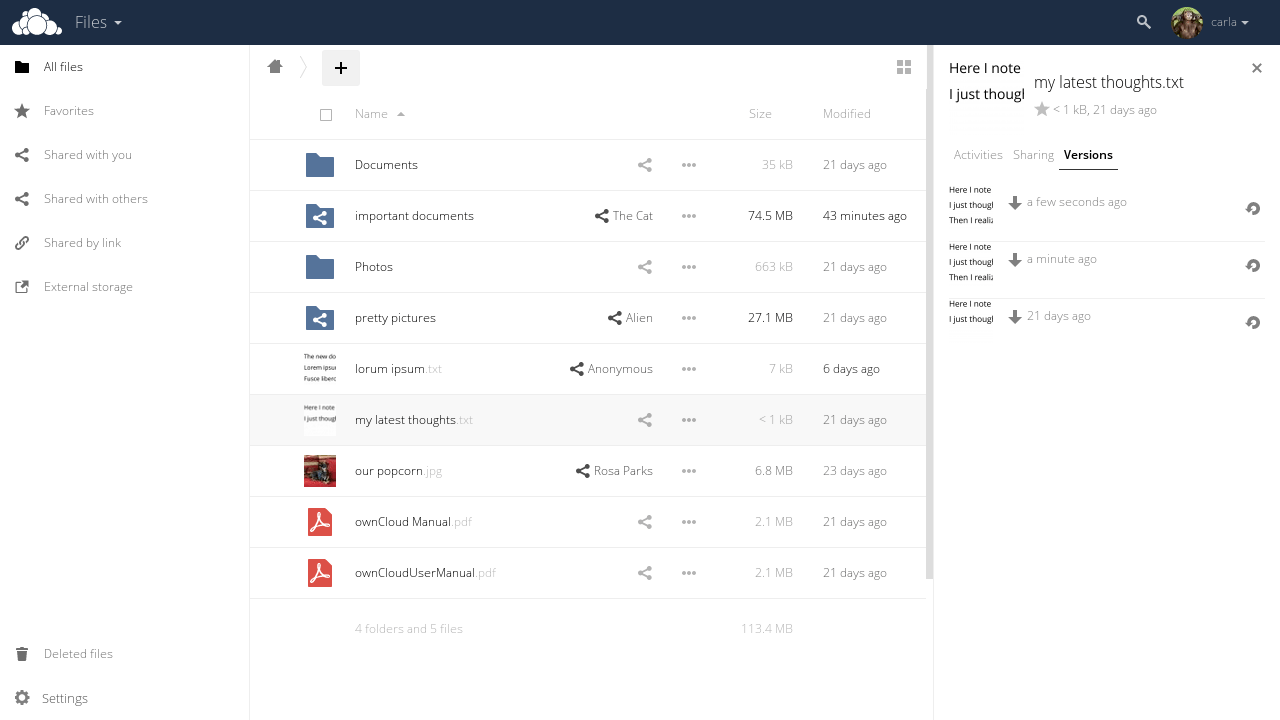 Files
carla
All files
Favorites
Shared with you
Shared with others
Shared by link
External storage
Deleted files
Settings
+
Name Size Modified
Documents 35 kB 21 days ago
important documents The Cat 74.5 MB 43 minutes ago
Photos 663 kB 21 days ago
pretty pictures Alien 27.1 MB 21 days ago
The new do
Lorem ipsu
Fusce liberc
lorum ipsum.txt Anonymous 7 kB 6 days ago
Here I note
I just though
my latest thoughts.txt < 1 kB 21 days ago
our popcorn.jpg Rosa Parks 6.8 MB 23 days ago
ownCloud Manual.pdf 2.1 MB 21 days ago
ownCloudUserManual.pdf 2.1 MB 21 days ago
4 folders and 5 files 113.4 MB
Here I note
I just though
my latest thoughts.txt
< 1 kB, 21 days ago
Activities Sharing Versions
Here I note
I just though
Then I realiz
a few seconds ago
Here I note
I just though
Then I realiz
a minute ago
Here I note
I just though
21 days ago